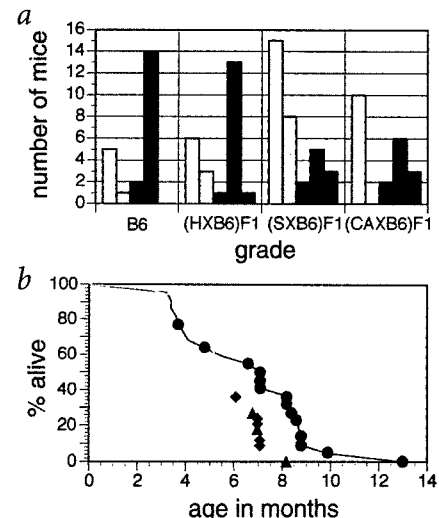 a
16
14
12
10
8
6
4
2
0
number of mice
B6 (HXB6)F1 (SXB6)F1 (CAXB6)F1
grade
b
100
80
60
40
20
0
% alive
0 2 4 6 8 10 12 14
age in months